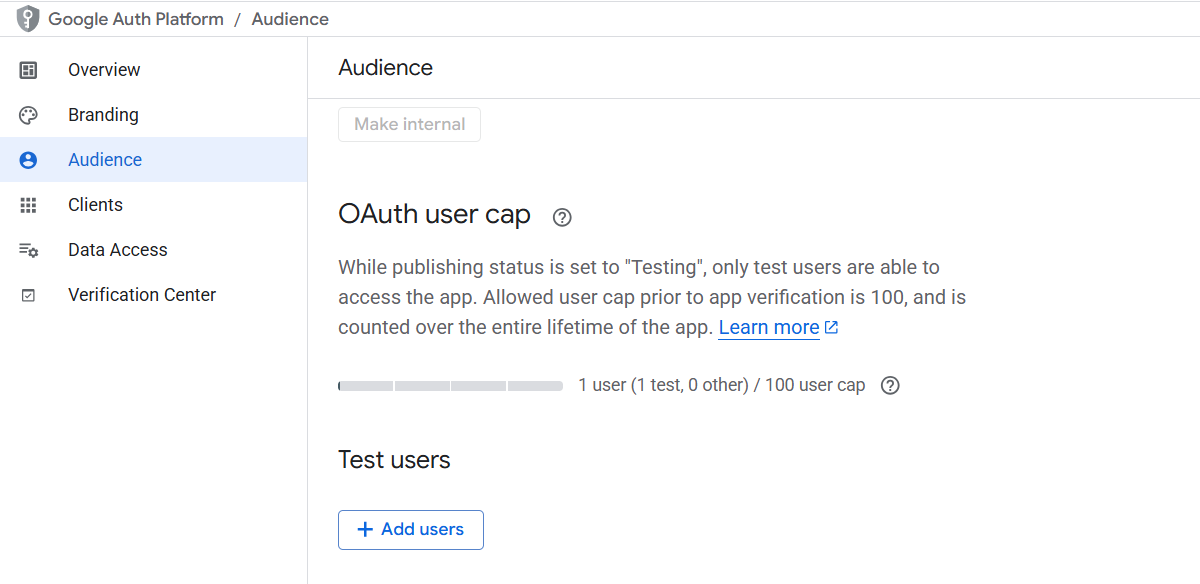 Google Auth Platform / Audience
Overview
Branding
Audience
Clients
Data Access
Verification Center
Audience
Make internal
OAuth user cap
While publishing status is set to "Testing", only test users are able to
access the app. Allowed user cap prior to app verification is 100, and is
counted over the entire lifetime of the app. Learn more
1 user (1 test, 0 other) / 100 user cap
Test users
+ Add users